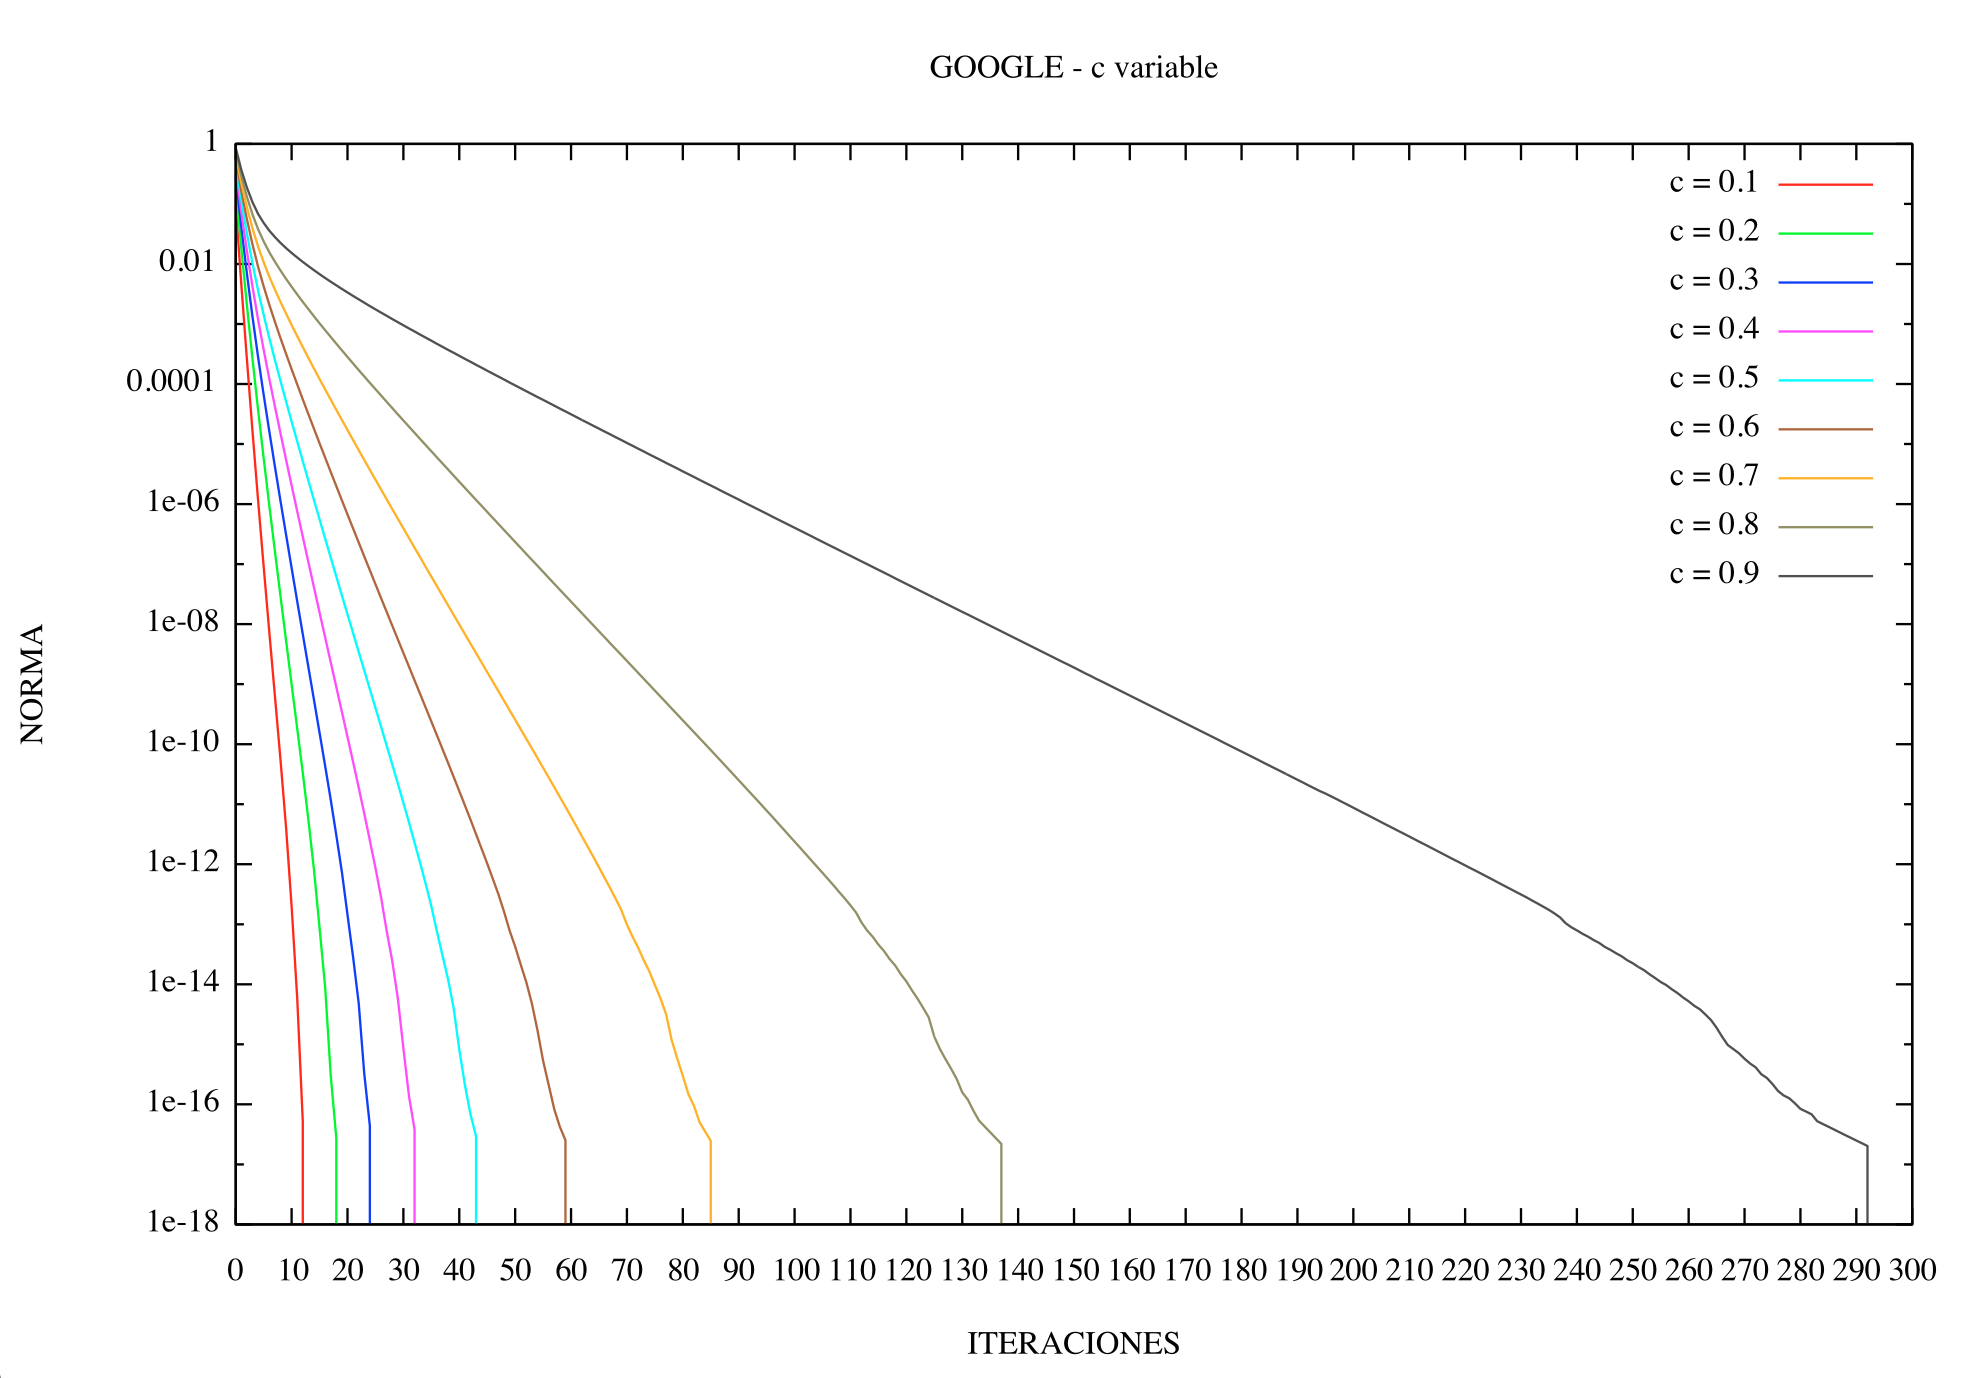 GOOGLE - c variable
1
0.01
0.0001
1e-06
1e-08
1e-10
1e-12
1e-14
1e-16
1e-18
NORMA
c = 0.1
c = 0.2
c = 0.3
c = 0.4
c = 0.5
c = 0.6
c = 0.7
c = 0.8
c = 0.9
0 10 20 30 40 50 60 70 80 90 100 110 120 130 140 150 160 170 180 190 200 210 220 230 240 250 260 270 280 290 300
ITERACIONES